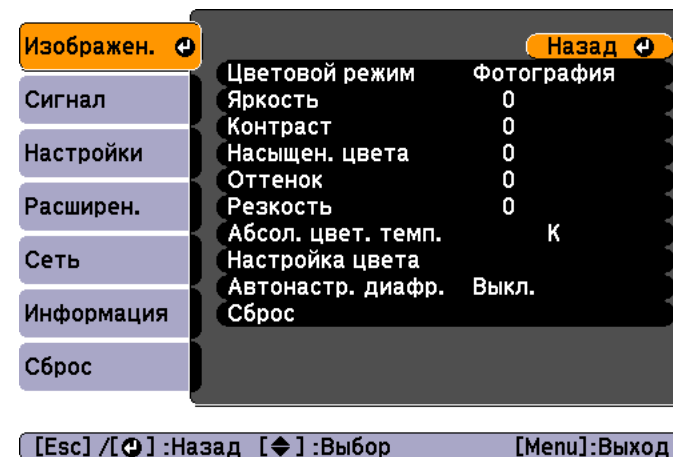 Изображен.
Назад
Цветовой режим Фотография
Яркость 0
Контраст 0
Насыщен. цвета 0
Оттенок 0
Резкость 0
Абсол. цвет. темп. K
Настройка цвета
Автонастр. диафр. Выкл.
Сброс
Сигнал
Настройки
Расширен.
Сеть
Информация
Сброс
[Esc] /[⏎] :Назад [◆] :Выбор [Menu]:Выход